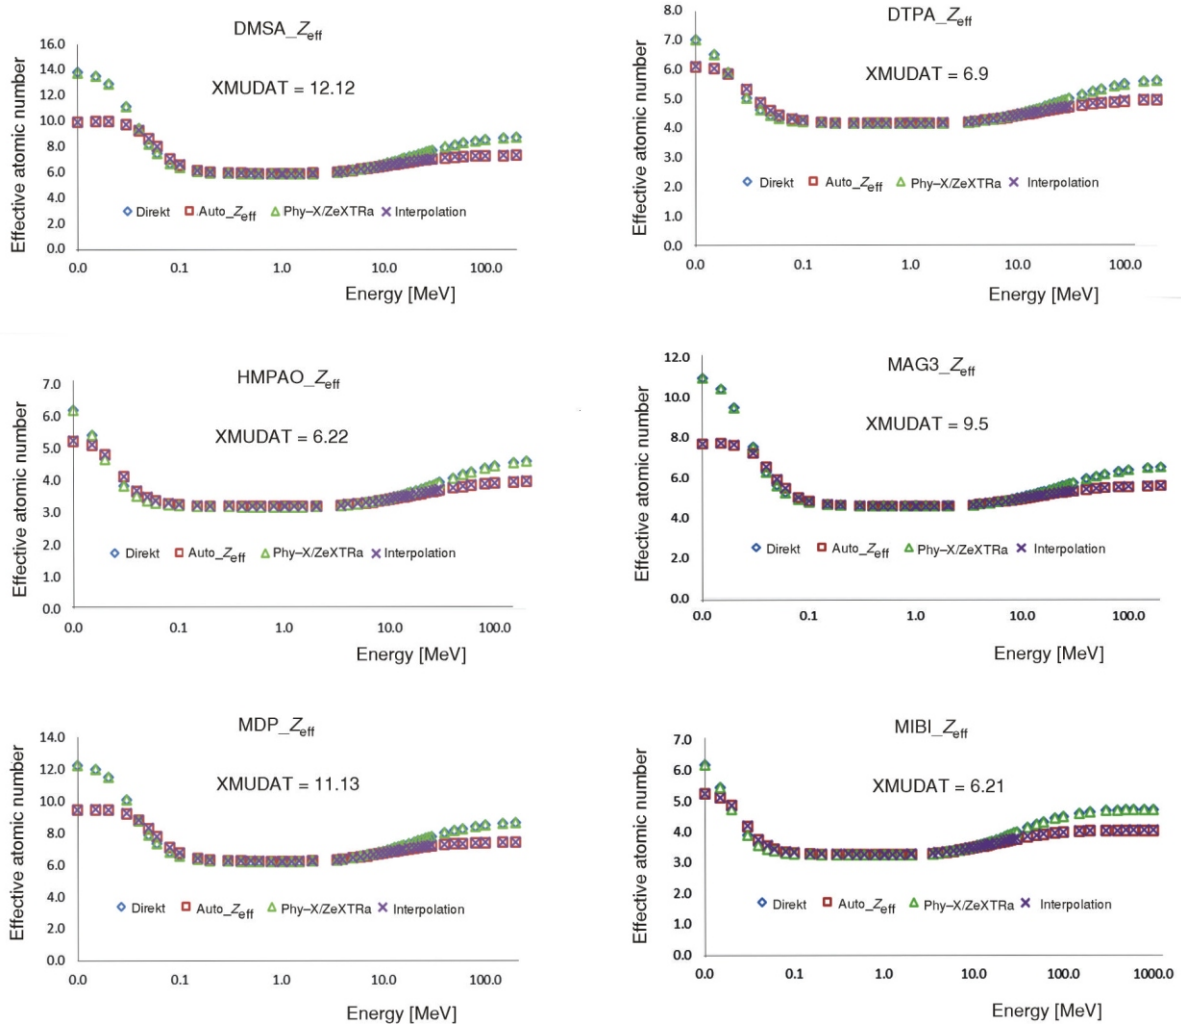 DMSA_Zeff
XMUDAT = 12.12
Effective atomic number
16.0
14.0
12.0
10.0
8.0
6.0
4.0
2.0
0.0
Direkt Auto_Zeff Phy–X/ZeXTRa Interpolation
0.0 0.1 1.0 10.0 100.0
Energy [MeV]
DTPA_Zeff
XMUDAT = 6.9
Effective atomic number
8.0
7.0
6.0
5.0
4.0
3.0
2.0
1.0
0.0
Direkt Auto_Zeff Phy–X/ZeXTRa Interpolation
0.0 0.1 1.0 10.0 100.0
Energy [MeV]
HMPAO_Zeff
XMUDAT = 6.22
Effective atomic number
7.0
6.0
5.0
4.0
3.0
2.0
1.0
0.0
Direkt Auto_Zeff Phy–X/ZeXTRa Interpolation
0.0 0.1 1.0 10.0 100.0
Energy [MeV]
MAG3_Zeff
XMUDAT = 9.5
Effective atomic number
12.0
10.0
8.0
6.0
4.0
2.0
0.0
Direkt Auto_Zeff Phy–X/ZeXTRa Interpolation
0.0 0.1 1.0 10.0 100.0
Energy [MeV]
MDP_Zeff
XMUDAT = 11.13
Effective atomic number
14.0
12.0
10.0
8.0
6.0
4.0
2.0
0.0
Direkt Auto_Zeff Phy–X/ZeXTRa Interpolation
0.0 0.1 1.0 10.0 100.0
Energy [MeV]
MIBI_Zeff
XMUDAT = 6.21
Effective atomic number
7.0
6.0
5.0
4.0
3.0
2.0
1.0
0.0
Direkt Auto_Zeff Phy–X/ZeXTRa Interpolation
0.0 0.1 1.0 10.0 100.0 1000.0
Energy [MeV]